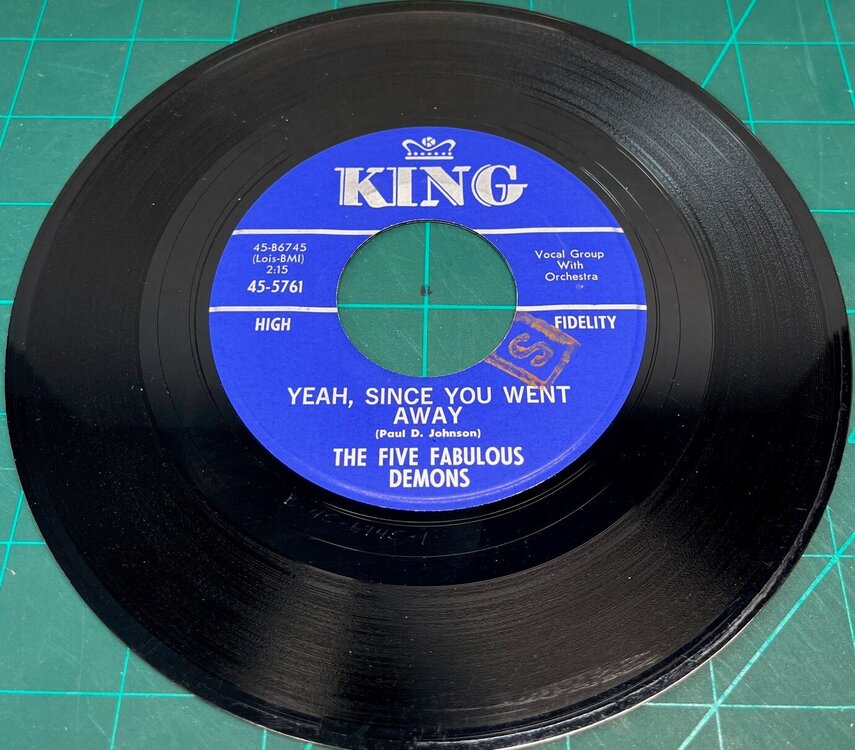 K
KING
45-B6745
(Lois-BMI)
2:15
45-5761
Vocal Group
With
Orchestra
HIGH
FIDELITY
S
YEAH, SINCE YOU WENT
AWAY
(Paul D. Johnson)
THE FIVE FABULOUS
DEMONS